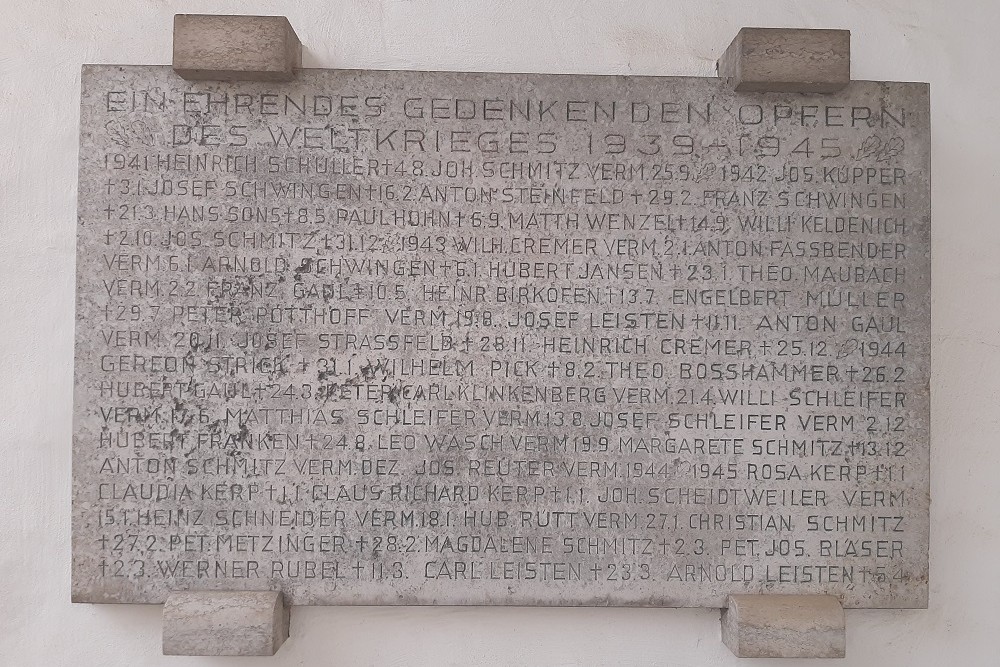 EIN EHRENDES GEDENKEN DEN OPFERN
DES WELTKRIEGES 1939-1945
1941 HEINRICH SCHÜLLER + 4.8. JOH. SCHMITZ VERM. 25.9. 1942 JOS. KÜPPER
+ 3.1. JOSEF SCHWINGEN + 16.2. ANTON STEINFELD + 29.2. FRANZ SCHWINGEN
+ 21.3. HANS SONS + 8.5. PAUL HOHN + 6.9. MATTH. WENZEL + 14.9. WILLI KELDENICH
+ 2.10. JOS. SCHMITZ + 31.12. 1943 WILH. CREMER VERM. 2.1. ANTON FASSBENDER
VERM. 6.1. ARNOLD SCHWINGEN + 6.1. HUBERT JANSEN + 23.1. THEO. MAUBACH
VERM. 2.2. FRANZ GAUL + 10.5. HEINR. BIRKOFEN + 13.7. ENGELBERT MÜLLER
+ 29.7. PETER POTTHOFF VERM. 19.8. JOSEF LEISTEN + 11.11. ANTON GAUL
VERM. 20.11. JOSEF STRASSFELD + 28.11. HEINRICH CREMER + 25.12. 1944
GEREON STRICK + 31.1. WILHELM PICK + 8.2. THEO. BOSSHAMMER + 26.2
HUBERT GAUL + 24.3. PETER CARL KLINKENBERG VERM. 21.4. WILLI SCHLEIFER
VERM. 17.6. MATTHIAS SCHLEIFER VERM. 13.8. JOSEF SCHLEIFER VERM 2.12
HUBERT FRANKEN + 24.8. LEO WASCH VERM 19.9. MARGARETE SCHMITZ + 13.12
ANTON SCHMITZ VERM. DEZ. JOS. REUTER VERM. 1944 1945 ROSA KERP + 1.1
CLAUDIA KERP + 1.1. CLAUS RICHARD KERP + 1.1. JOH. SCHEIDTWEILER VERM
15.1. HEINZ SCHNEIDER VERM. 18.1. HUB. RÜTT VERM. 27.1. CHRISTIAN SCHMITZ
+ 27.2. PET. METZINGER + 28.2. MAGDALENE SCHMITZ + 2.3. PET. JOS. BLÄSER
+ 2.3. WERNER RUBEL + 11.3. CARL LEISTEN + 23.3. ARNOLD LEISTEN + 5.4